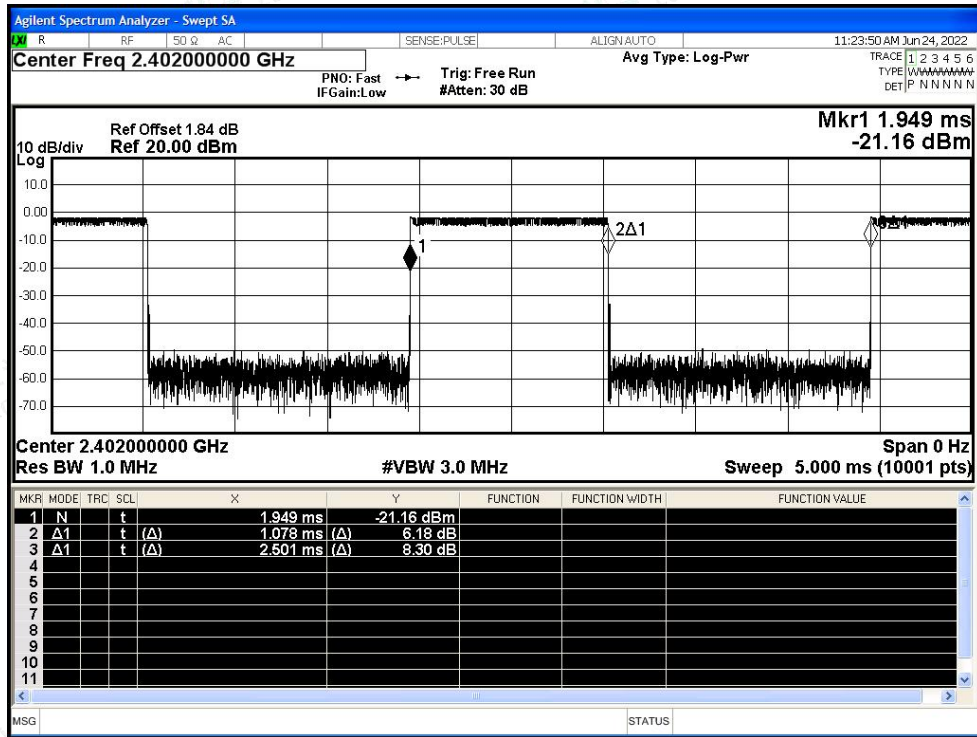 Agilent Spectrum Analyzer - Swept SA
LXI R RF 50 Ω AC SENSE:PULSE ALIGN AUTO 11:23:50 AM Jun 24, 2022
Center Freq 2.402000000 GHz
PNO: Fast
IFGain:Low
Trig: Free Run
#Atten: 30 dB
Avg Type: Log-Pwr
TRACE 1 2 3 4 5 6
TYPE W
DET P N N N N N
Mkr1 1.949 ms
-21.16 dBm
Ref Offset 1.84 dB
10 dB/div Ref 20.00 dBm
Log
10.0
0.00
-10.0
-20.0
-30.0
-40.0
-50.0
-60.0
-70.0
1
2Δ1
Center 2.402000000 GHz Span 0 Hz
Res BW 1.0 MHz #VBW 3.0 MHz Sweep 5.000 ms (10001 pts)
MKR MODE TRC SCL X Y FUNCTION FUNCTION WIDTH FUNCTION VALUE
1 N t 1.949 ms -21.16 dBm
2 Δ1 t (Δ) 1.078 ms (Δ) 6.18 dB
3 Δ1 t (Δ) 2.501 ms (Δ) 8.30 dB
4
5
6
7
8
9
10
11
MSG STATUS